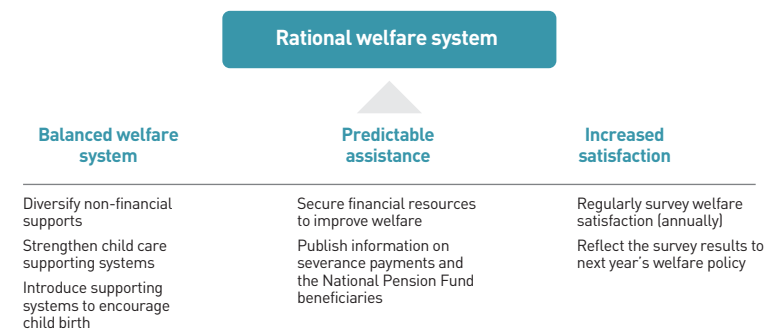 Rational welfare system
Balanced welfare
system
Diversify non-financial
supports
Strengthen child care
supporting systems
Introduce supporting
systems to encourage
child birth
Predictable
assistance
Secure financial resources
to improve welfare
Publish information on
severance payments and
the National Pension Fund
beneficiaries
Increased
satisfaction
Regularly survey welfare
satisfaction (annually)
Reflect the survey results to
next year's welfare policy